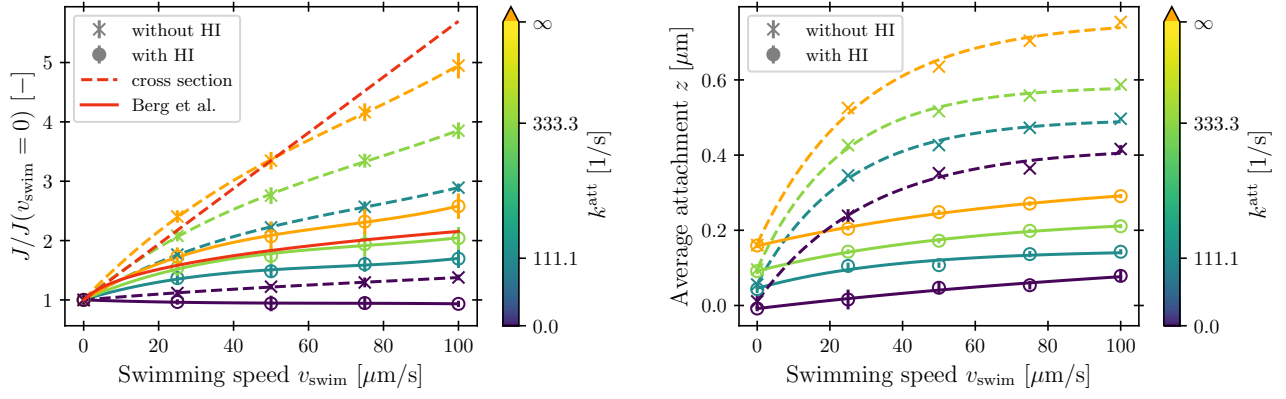 without HI
with HI
cross section
Berg et al.
J/J(v_swim = 0) [−]
5
4
3
2
1
0
20
40
60
80
100
Swimming speed v_swim [μm/s]
∞
333.3
111.1
0.0
k^att [1/s]
without HI
with HI
Average attachment z [μm]
0.6
0.4
0.2
0.0
0
20
40
60
80
100
Swimming speed v_swim [μm/s]
∞
333.3
111.1
0.0
k^att [1/s]